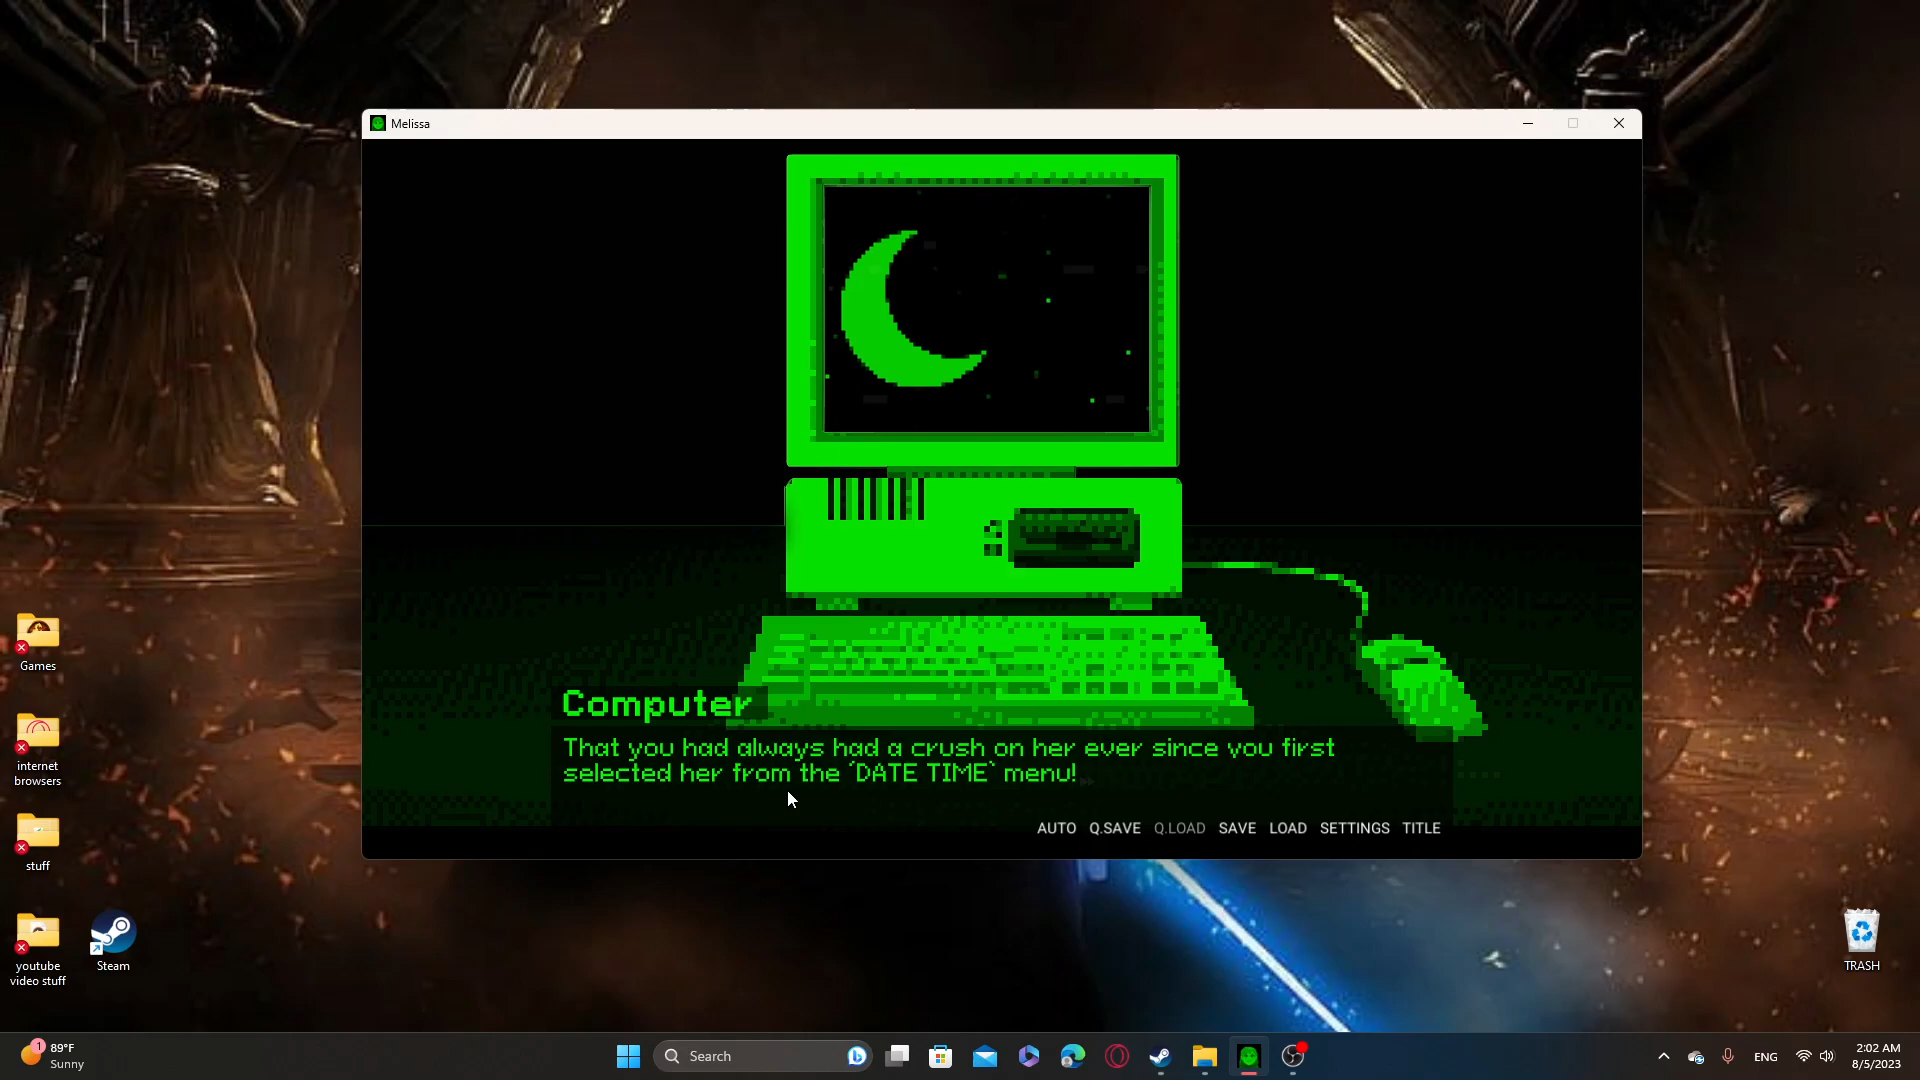 Melissa
Computer
That you had always had a crush on her ever since you first
selected her from the `DATE TIME` menu!
AUTO Q.SAVE Q.LOAD SAVE LOAD SETTINGS TITLE
Games
internet
browsers
stuff
youtube
video stuff
Steam
TRASH
1
89°F
Sunny
Search
ENG
2:02 AM
8/5/2023